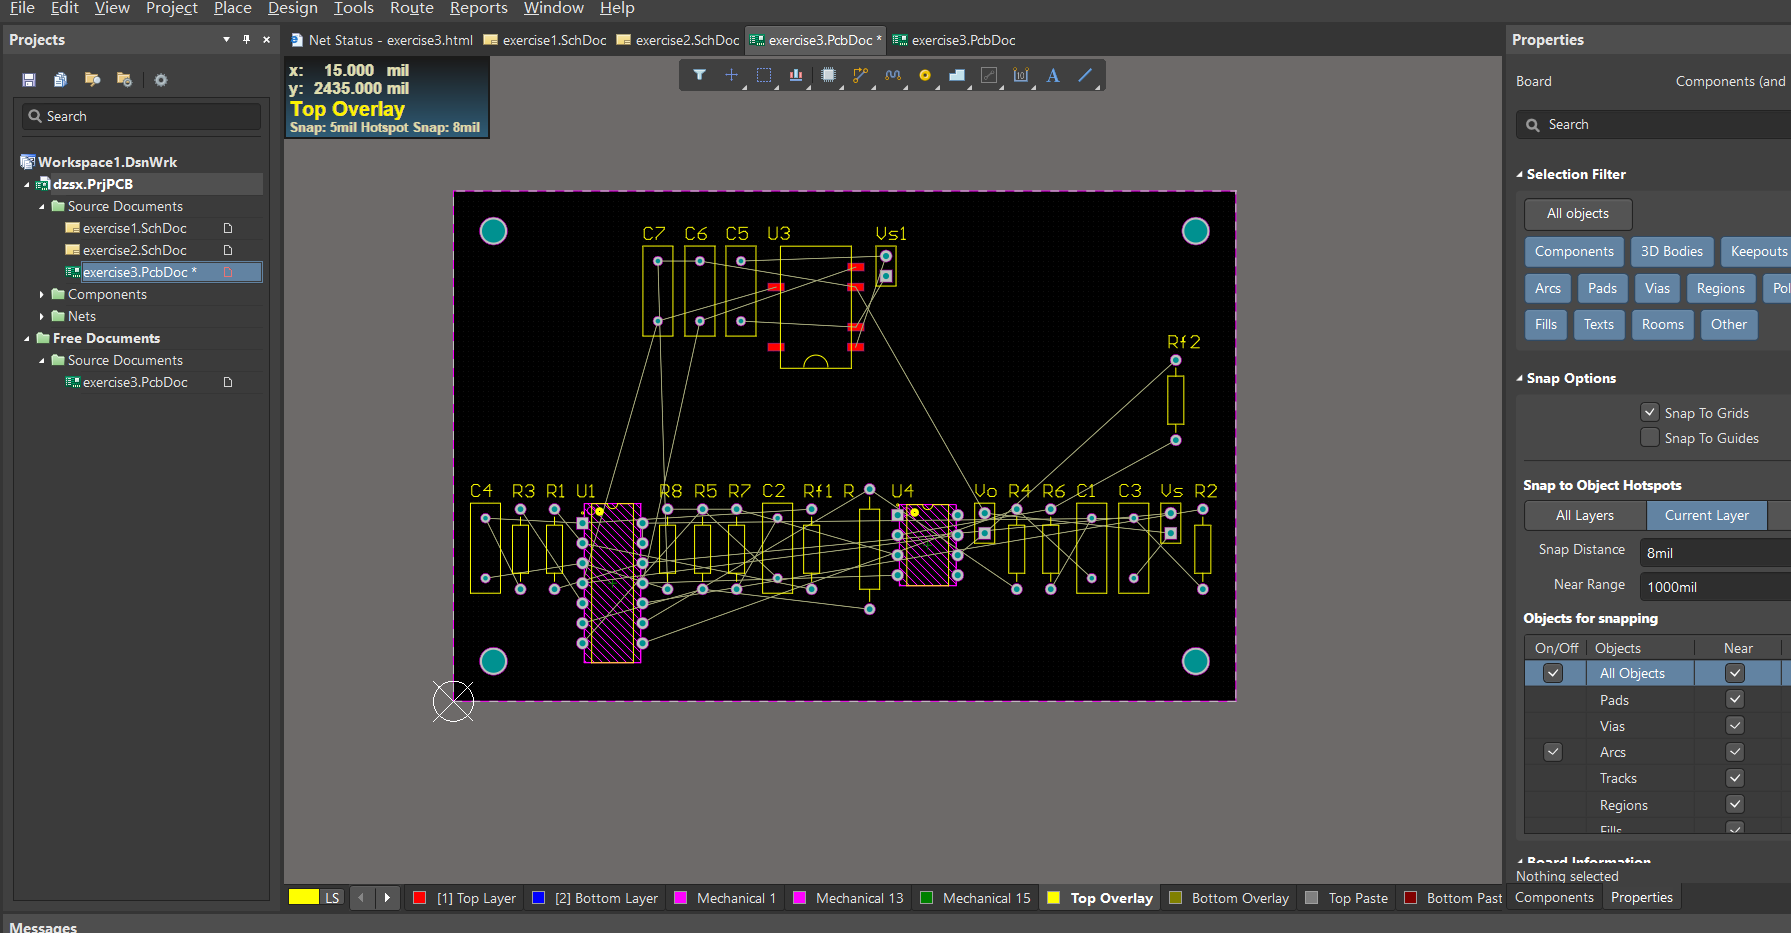 File Edit View Project Place Design Tools Route Reports Window Help
Projects
Net Status - exercise3.html
exercise1.SchDoc
exercise2.SchDoc
exercise3.PcbDoc *
exercise3.PcbDoc
Properties
x: 15.000 mil
y: 2435.000 mil
Top Overlay
Snap: 5mil Hotspot Snap: 8mil
Board
Components (and
Search
Search
Workspace1.DsnWrk
dzsx.PrjPCB
Source Documents
exercise1.SchDoc
exercise2.SchDoc
exercise3.PcbDoc *
Components
Nets
Free Documents
Source Documents
exercise3.PcbDoc
C7 C6 C5 U3 Vs1
Rf2
C4 R3 R1 U1 R8 R5 R7 C2 Rf1 R U4 Vo R4 R6 C1 C3 Vs R2
Selection Filter
All objects
Components 3D Bodies Keepouts
Arcs Pads Vias Regions Pol
Fills Texts Rooms Other
Snap Options
Snap To Grids
Snap To Guides
Snap to Object Hotspots
All Layers Current Layer
Snap Distance 8mil
Near Range 1000mil
Objects for snapping
On/Off Objects Near
All Objects
Pads
Vias
Arcs
Tracks
Regions
Fills
Board Information
Nothing selected
LS
[1] Top Layer
[2] Bottom Layer
Mechanical 1
Mechanical 13
Mechanical 15
Top Overlay
Bottom Overlay
Top Paste
Bottom Past
Components Properties
Messages